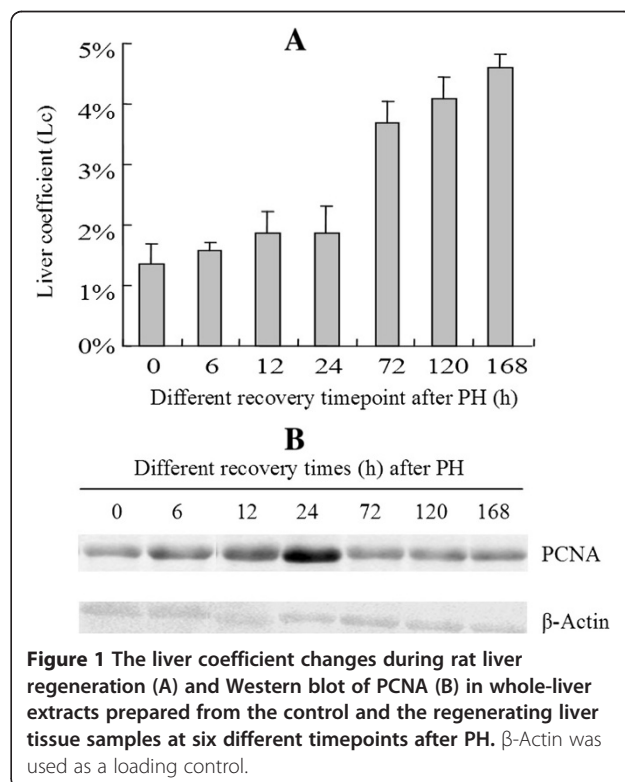 A
5%
4%
3%
2%
1%
0%
Liver coefficient (Lc)
0 6 12 24 72 120 168
Different recovery timepoint after PH (h)
B
Different recovery times (h) after PH
0 6 12 24 72 120 168
PCNA
β-Actin
Figure 1 The liver coefficient changes during rat liver
regeneration (A) and Western blot of PCNA (B) in whole-liver
extracts prepared from the control and the regenerating liver
tissue samples at six different timepoints after PH. β-Actin was
used as a loading control.